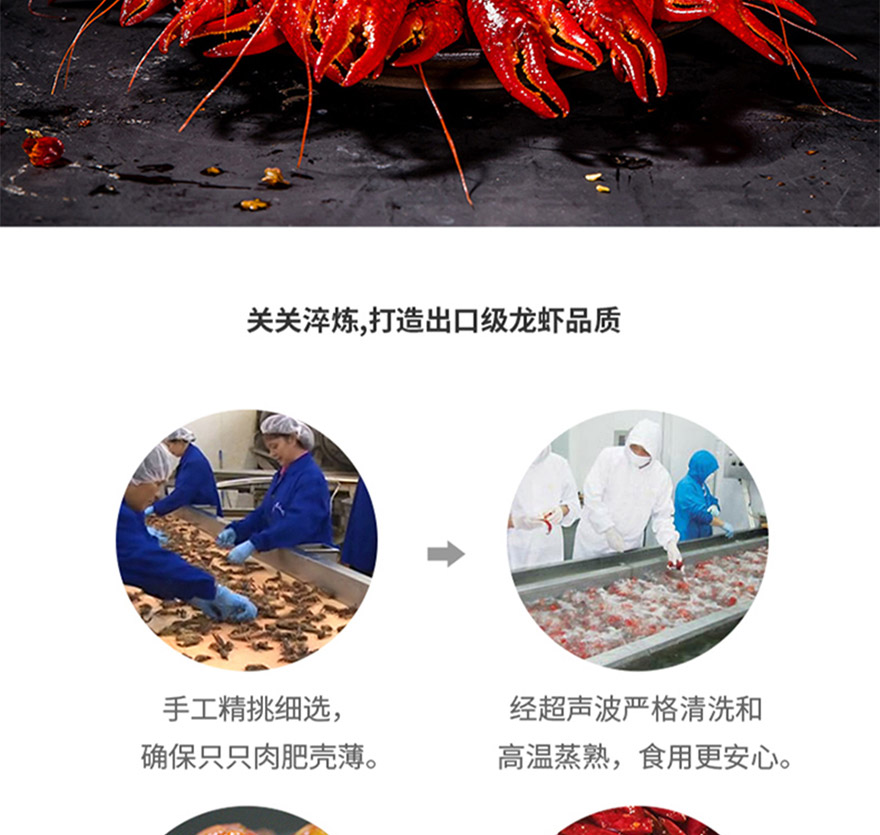 关关淬炼,打造出口级龙虾品质
手工精挑细选，
确保只只肉肥壳薄。
经超声波严格清洗和
高温蒸熟，食用更安心。